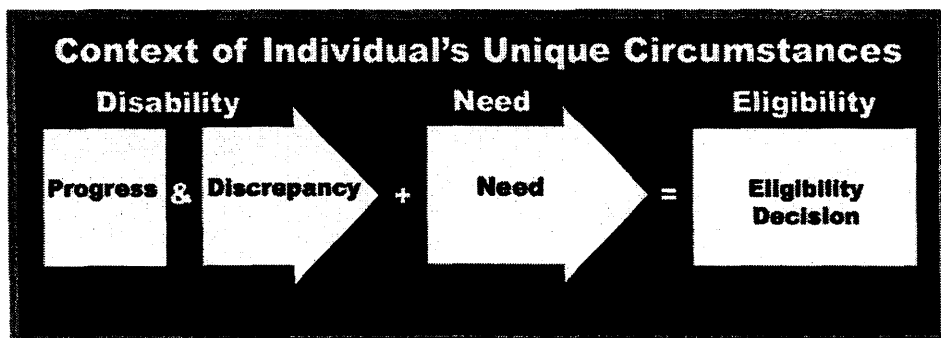 Context of Individual's Unique Circumstances
Disability Need Eligibility
Progress & Discrepancy + Need = Eligibility
Decision